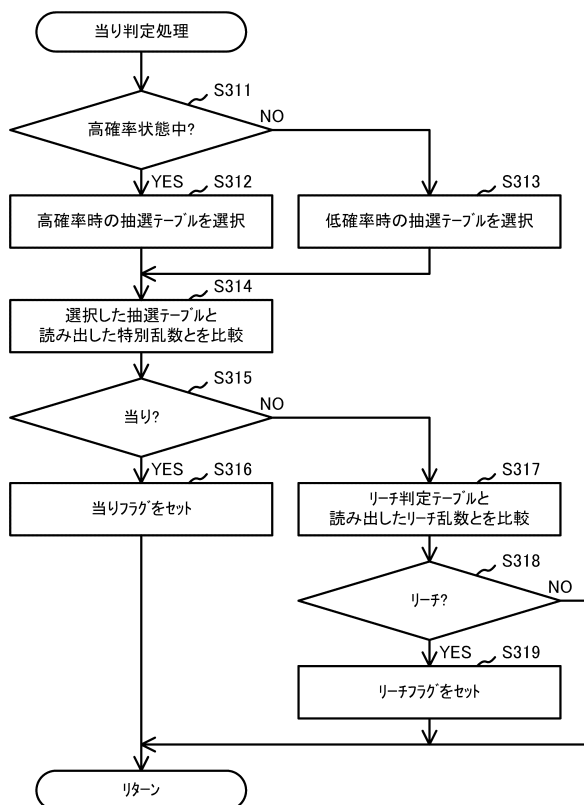 当り判定処理
S311
高確率状態中?
NO
YES
S312
高確率時の抽選テーブルを選択
S313
低確率時の抽選テーブルを選択
S314
選択した抽選テーブルと
読み出した特別乱数とを比較
S315
当り?
NO
YES
S316
当りフラグをセット
S317
リーチ判定テーブルと
読み出したリーチ乱数とを比較
S318
リーチ?
NO
YES
S319
リーチフラグをセット
リターン